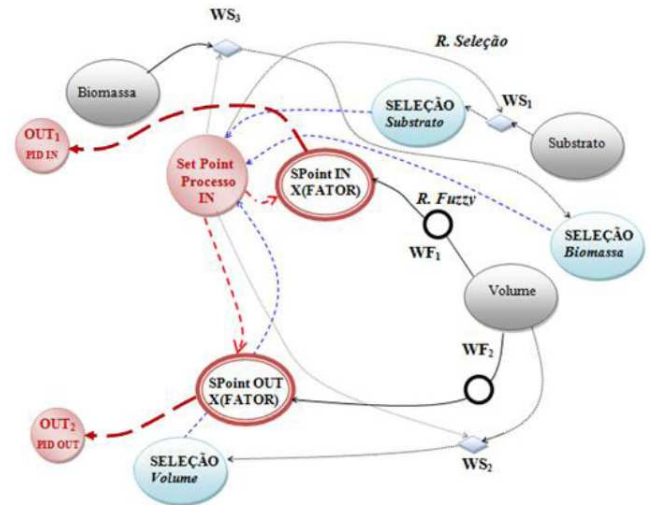 WS3
R. Seleção
Biomassa
SELEÇÃO
Substrato
WS1
Substrato
OUT1
PID IN
Set Point
Processo
IN
SPoint IN
X(FATOR)
R. Fuzzy
WF1
SELEÇÃO
Biomassa
Volume
WF2
SPoint OUT
X(FATOR)
OUT2
PID OUT
SELEÇÃO
Volume
WS2